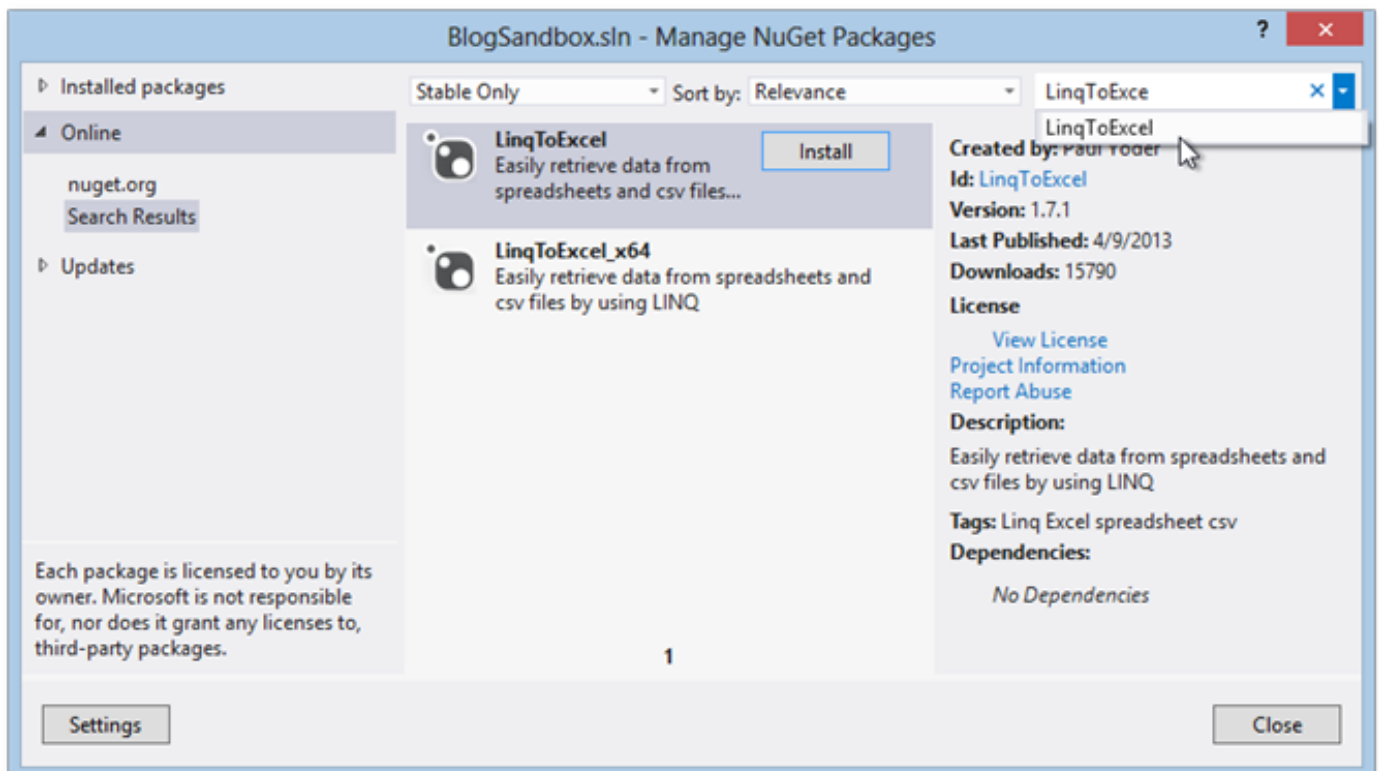 BlogSandbox.sln - Manage NuGet Packages
?
Installed packages
Online
nuget.org
Search Results
Updates
Each package is licensed to you by its
owner. Microsoft is not responsible
for, nor does it grant any licenses to,
third-party packages.
Stable Only
Sort by: Relevance
LinqToExcel
Easily retrieve data from
spreadsheets and csv files...
Install
LinqToExcel_x64
Easily retrieve data from spreadsheets and
csv files by using LINQ
1
LinqToExce
LinqToExcel
Created by: Paul Yoder
Id: LinqToExcel
Version: 1.7.1
Last Published: 4/9/2013
Downloads: 15790
License
View License
Project Information
Report Abuse
Description:
Easily retrieve data from spreadsheets and
csv files by using LINQ
Tags: Linq Excel spreadsheet csv
Dependencies:
No Dependencies
Settings
Close